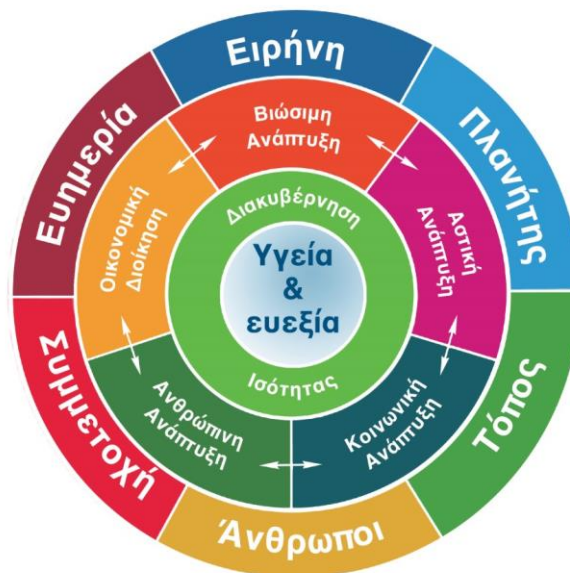 Ειρήνη
Πλανήτης
Τόπος
Άνθρωποι
Συμμετοχή
Ευημερία
Βιώσιμη
Ανάπτυξη
Αστική
Ανάπτυξη
Κοινωνική
Ανάπτυξη
Ανθρώπινη
Ανάπτυξη
Οικονομική
Διοίκηση
Διακυβέρνηση
Ισότητας
Υγεία
&
ευεξία